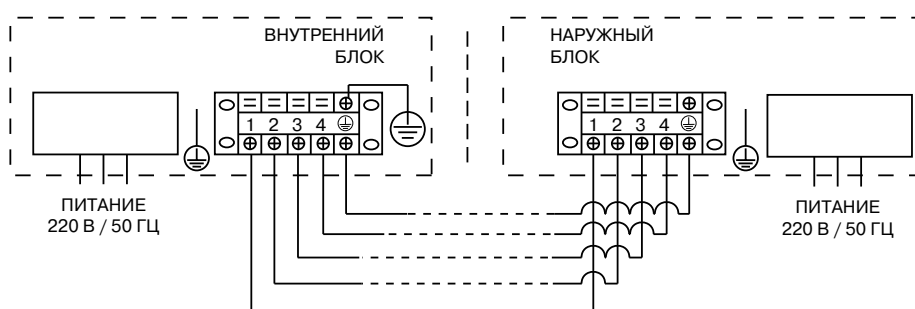 ВНУТРЕННИЙ
БЛОК
НАРУЖНЫЙ
БЛОК
1 2 3 4
1 2 3 4
ПИТАНИЕ
220 В / 50 ГЦ
ПИТАНИЕ
220 В / 50 ГЦ